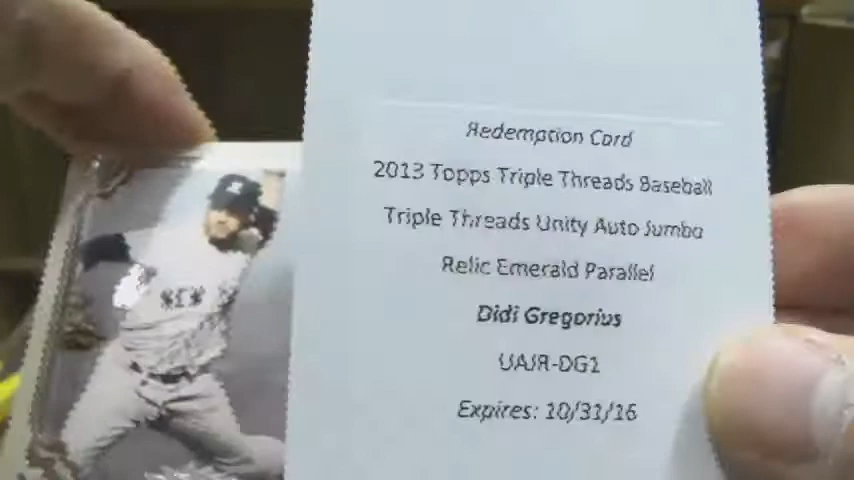 Redemption Card
2013 Topps Triple Threads Baseball
Triple Threads Unity Auto Jumbo
Relic Emerald Parallel
Didi Gregorius
UAJR-DG1
Expires: 10/31/16